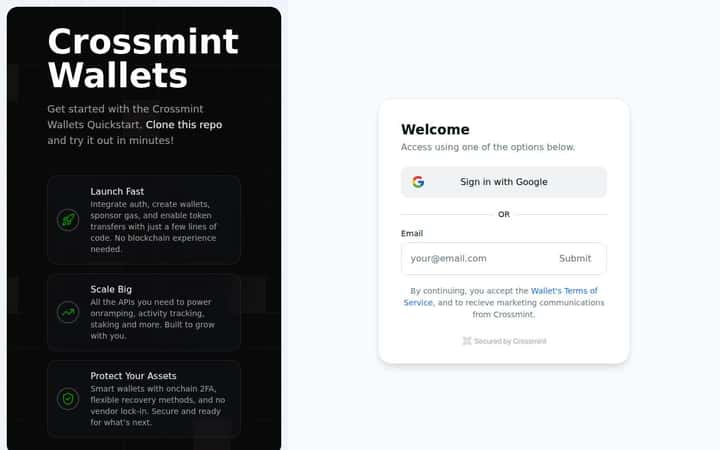 Crossmint
Wallets
Get started with the Crossmint
Wallets Quickstart. Clone this repo
and try it out in minutes!
Launch Fast
Integrate auth, create wallets,
sponsor gas, and enable token
transfers with just a few lines of
code. No blockchain experience
needed.
Scale Big
All the APIs you need to power
onramping, activity tracking,
staking and more. Built to grow
with you.
Protect Your Assets
Smart wallets with onchain 2FA,
flexible recovery methods, and no
vendor lock-in. Secure and ready
for what's next.
Welcome
Access using one of the options below.
Sign in with Google
OR
Email
your@email.com Submit
By continuing, you accept the Wallet's Terms of
Service, and to recieve marketing communications
from Crossmint.
Secured by Crossmint